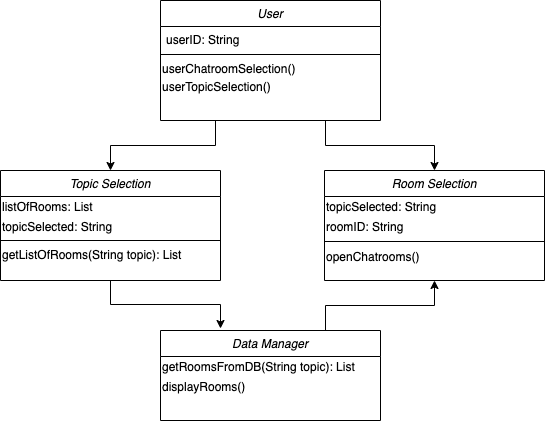 User
userID: String
userChatroomSelection()
userTopicSelection()
Topic Selection
listOfRooms: List
topicSelected: String
getListOfRooms(String topic): List
Room Selection
topicSelected: String
roomID: String
openChatrooms()
Data Manager
getRoomsFromDB(String topic): List
displayRooms()